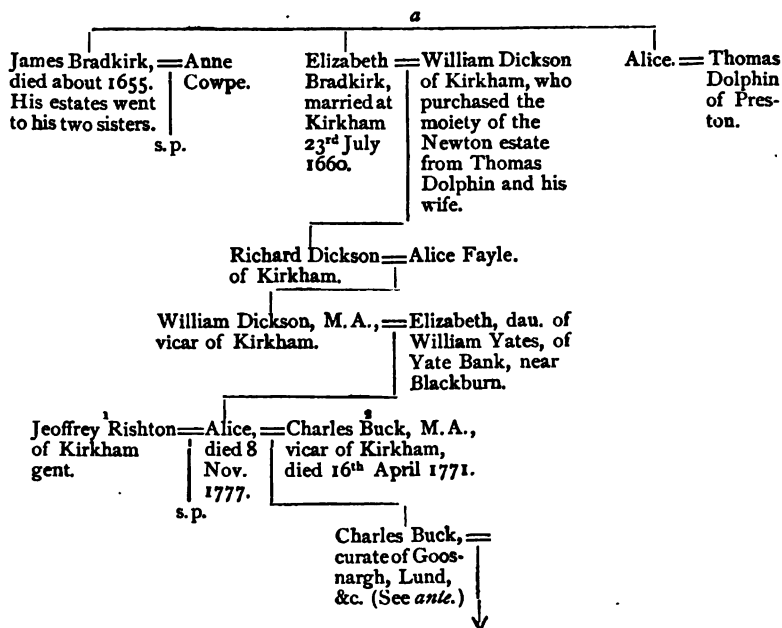 a
James Bradkirk,
died about 1655.
His estates went
to his two sisters.
Anne
Cowpe.
s.p.
Elizabeth
Bradkirk,
married at
Kirkham
23rd July
1660.
William Dickson
of Kirkham, who
purchased the
moiety of the
Newton estate
from Thomas
Dolphin and his
wife.
Alice.
Thomas
Dolphin
of Pres-
ton.
Richard Dickson
of Kirkham.
Alice Fayle.
William Dickson, M.A.,
vicar of Kirkham.
Elizabeth, dau. of
William Yates, of
Yate Bank, near
Blackburn.
1
Jeoffrey Rishton
of Kirkham
gent.
s.p.
Alice,
died 8
Nov.
1777.
2
Charles Buck, M.A.,
vicar of Kirkham,
died 16th April 1771.
Charles Buck,
curate of Goos-
nargh, Lund,
&c. (See ante.)